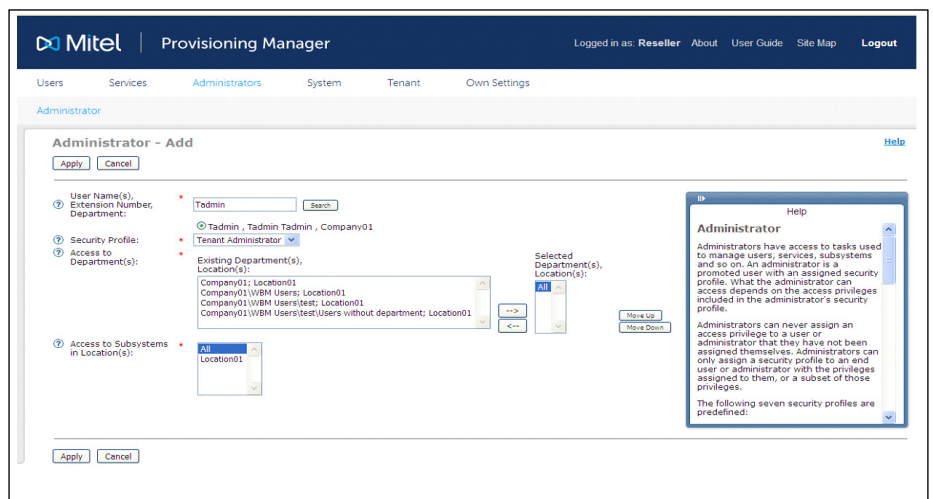 Mitel | Provisioning Manager
Logged in as: Reseller About User Guide Site Map Logout
Users Services Administrators System Tenant Own Settings
Administrator
Administrator - Add
Help
Apply Cancel
User Name(s),
Extension Number,
Department:
* Tadmin Search
Tadmin , Tadmin Tadmin , Company01
Security Profile: * Tenant Administrator
Access to
Department(s):
*
Existing Department(s),
Location(s):
Company01; Location01
Company01\WBM Users; Location01
Company01\WBM Users\test; Location01
Company01\WBM Users\test\Users without department; Location01
-->
<--
Selected
Department(s),
Location(s):
All
Move Up
Move Down
Access to Subsystems
in Location(s):
*
All
Location01
Help
Administrator
Administrators have access to tasks used
to manage users, services, subsystems
and so on. An administrator is a
promoted user with an assigned security
profile. What the administrator can
access depends on the access privileges
included in the administrator's security
profile.
Administrators can never assign an
access privilege to a user or
administrator that they have not been
assigned themselves. Administrators can
only assign a security profile to an end
user or administrator with the privileges
assigned to them, or a subset of those
privileges.
The following seven security profiles are
predefined:
Apply Cancel